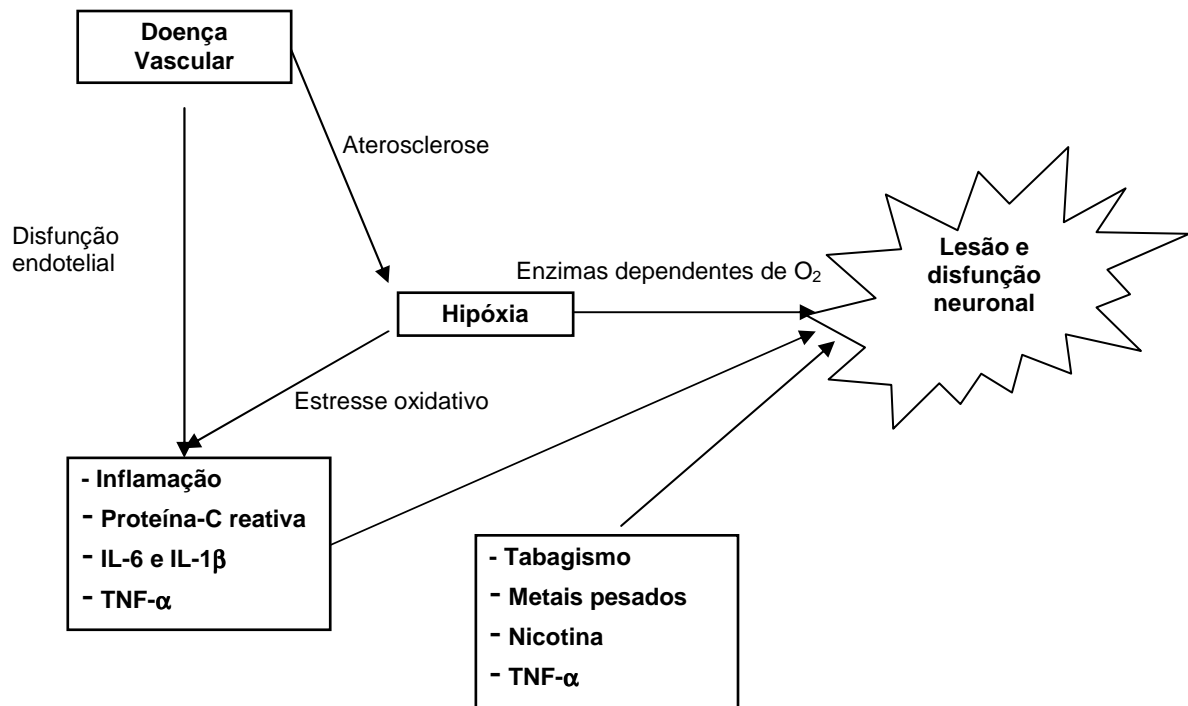 Doença
Vascular
Aterosclerose
Disfunção
endotelial
Enzimas dependentes de O₂
Lesão e
disfunção
neuronal
Hipóxia
Estresse oxidativo
- Inflamação
- Proteína-C reativa
- IL-6 e IL-1β
- TNF-α
- Tabagismo
- Metais pesados
- Nicotina
- TNF-α